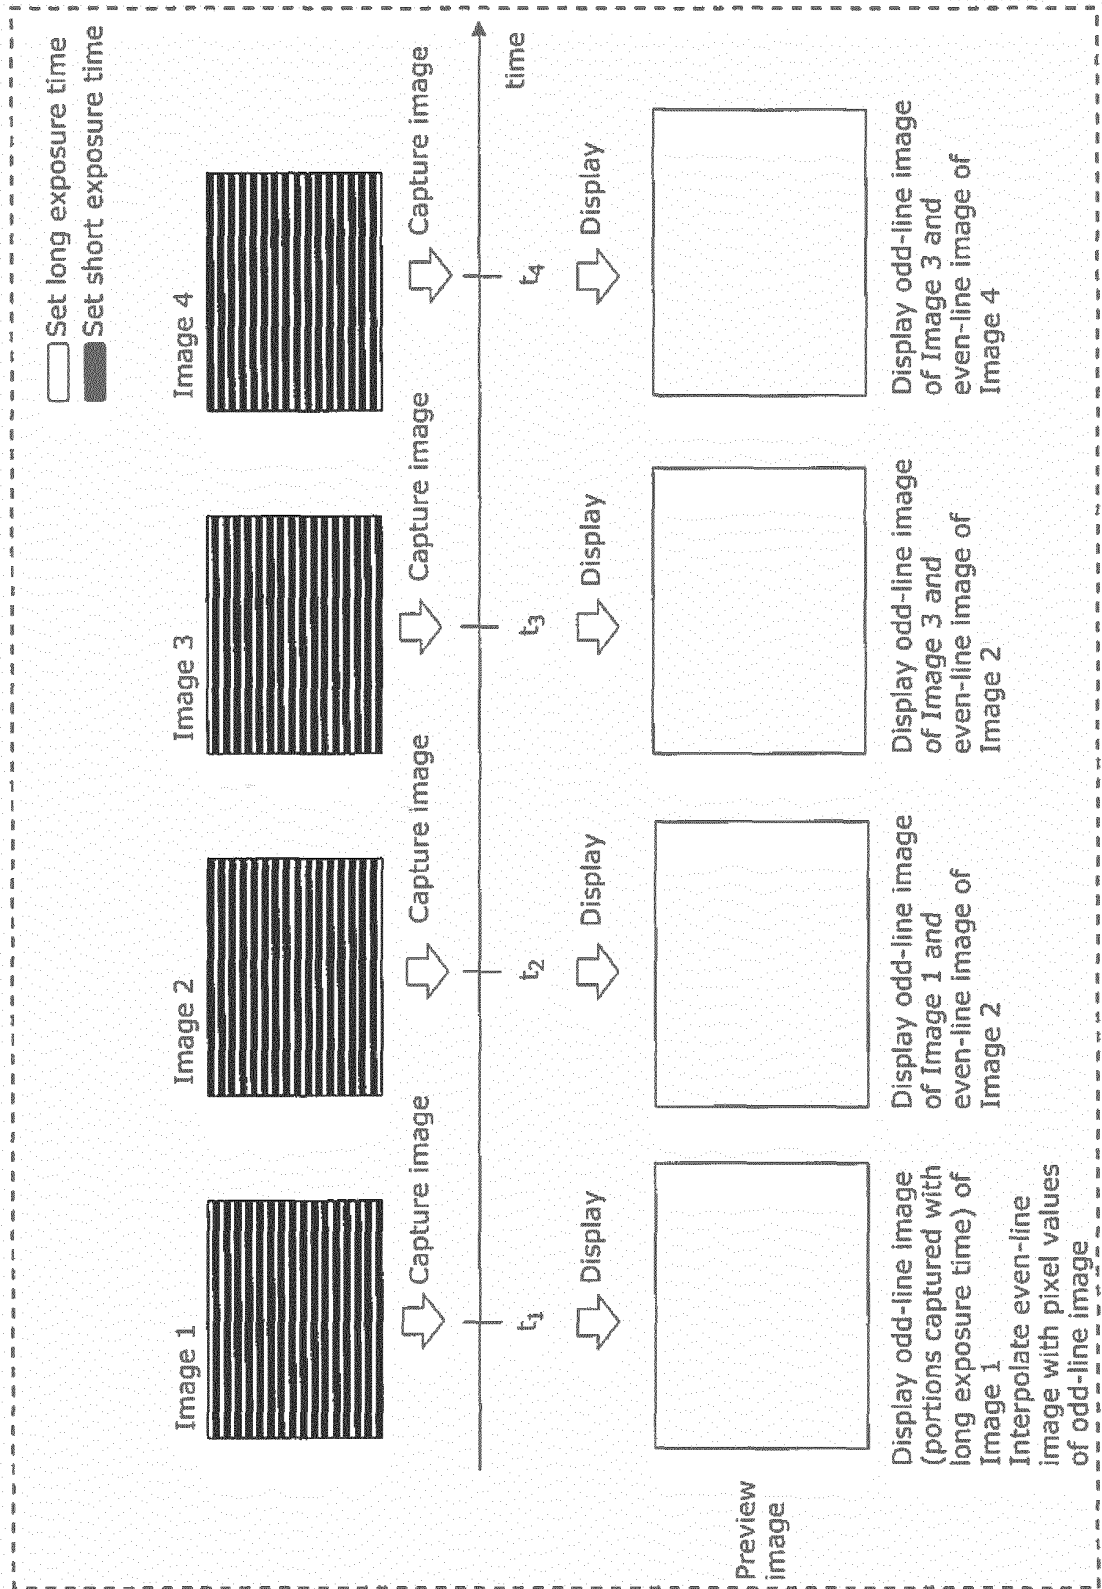 Set long exposure time
Set short exposure time
Image 1
Image 2
Image 3
Image 4
Capture image
Capture image
Capture image
Capture image
time
t1
t2
t3
t4
Display
Display
Display
Display
Preview
image
Display odd-line image
(portions captured with
long exposure time) of
Image 1
Interpolate even-line
image with pixel values
of odd-line image
Display odd-line image
of Image 1 and
even-line image of
Image 2
Display odd-line image
of Image 3 and
even-line image of
Image 2
Display odd-line image
of Image 3 and
even-line image of
Image 4